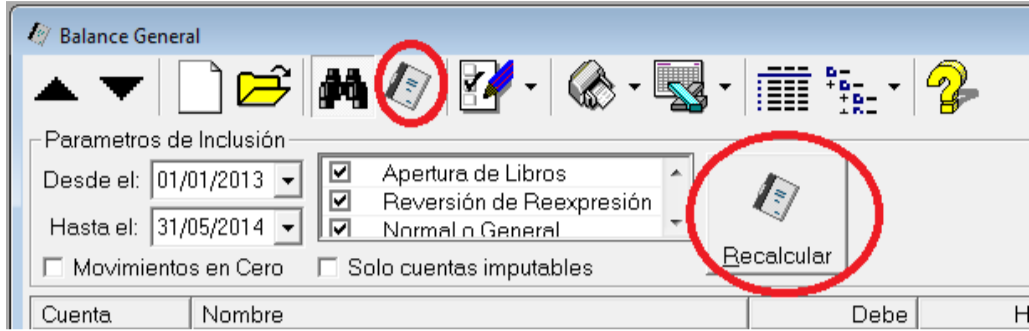 Balance General
Parametros de Inclusión
Desde el: 01/01/2013
Apertura de Libros
Reversión de Reexpresión
Hasta el: 31/05/2014
Normal o General
Recalcular
Movimientos en Cero
Solo cuentas imputables
Cuenta Nombre Debe H